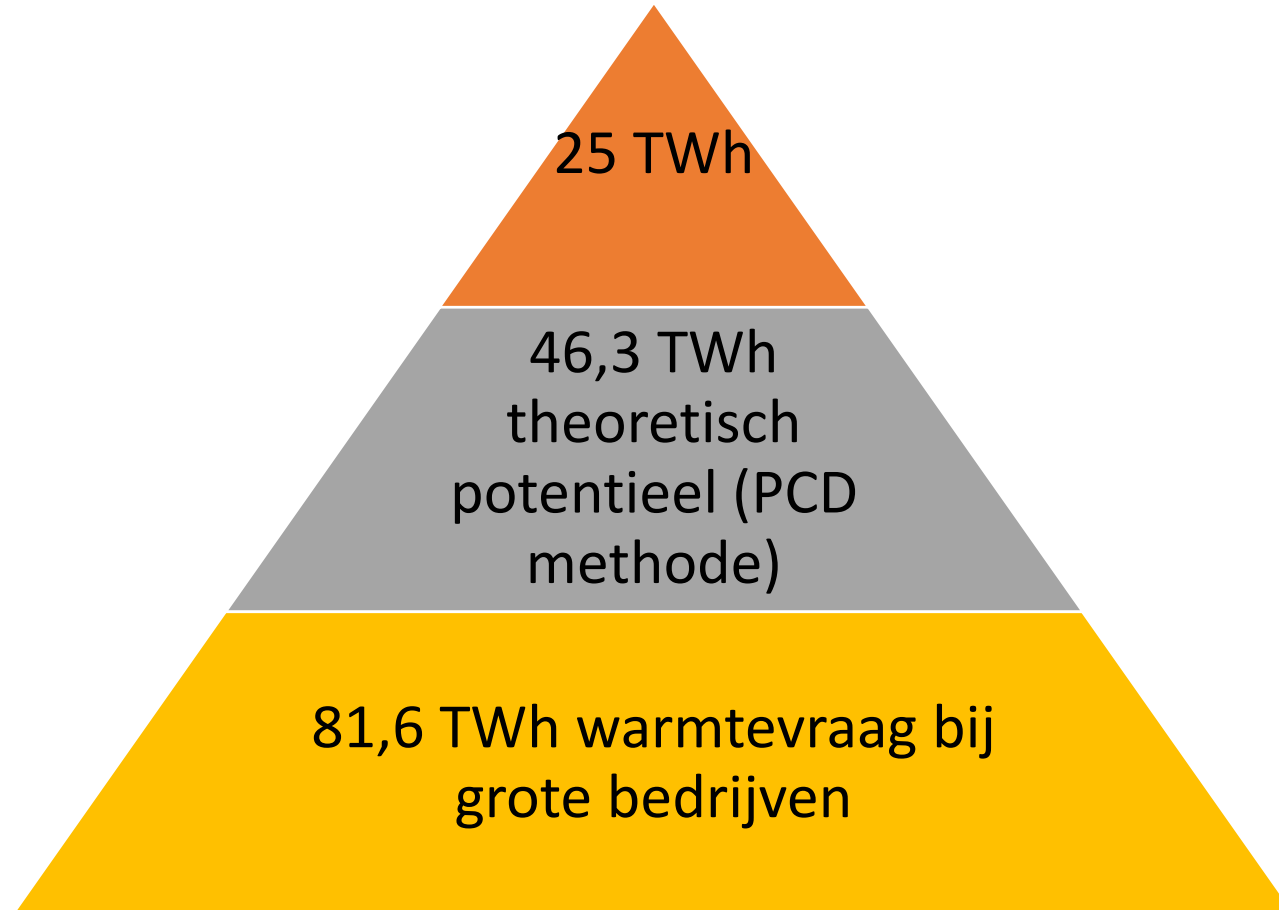 25 TWh
46,3 TWh
theoretisch
potentieel (PCD
methode)
81,6 TWh warmtevraag bij
grote bedrijven